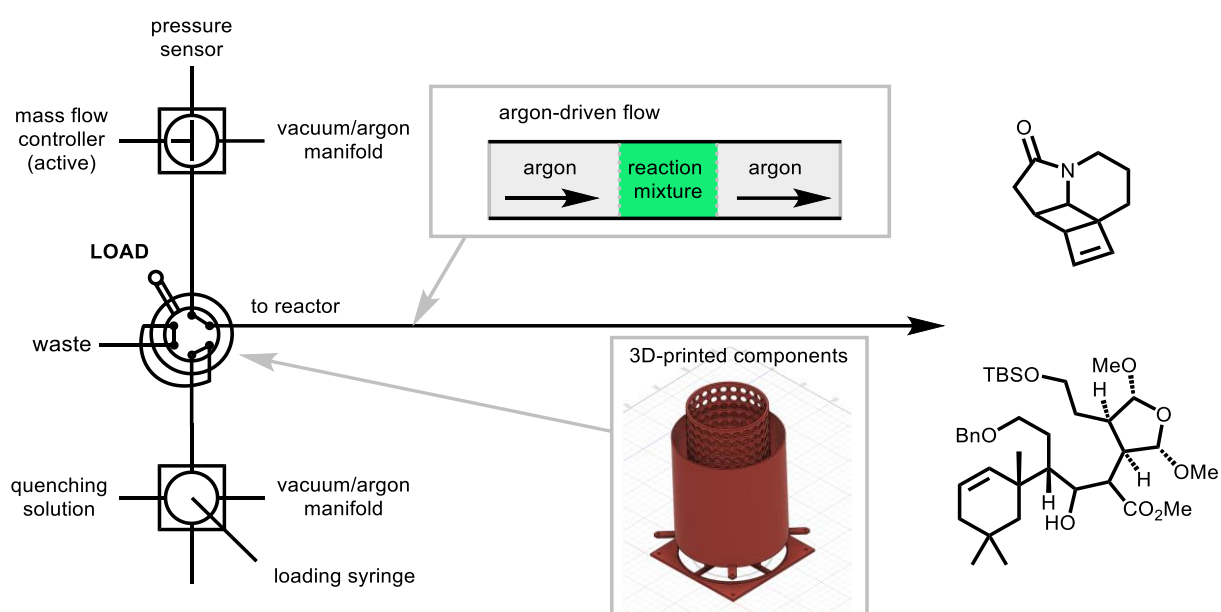 pressure
sensor
mass flow
controller
(active)
vacuum/argon
manifold
argon-driven flow
argon
reaction
mixture
argon
O
N
LOAD
to reactor
waste
3D-printed components
TBSO
MeO
H
O
BnO
OMe
H
H
HO
CO2Me
quenching
solution
vacuum/argon
manifold
loading syringe